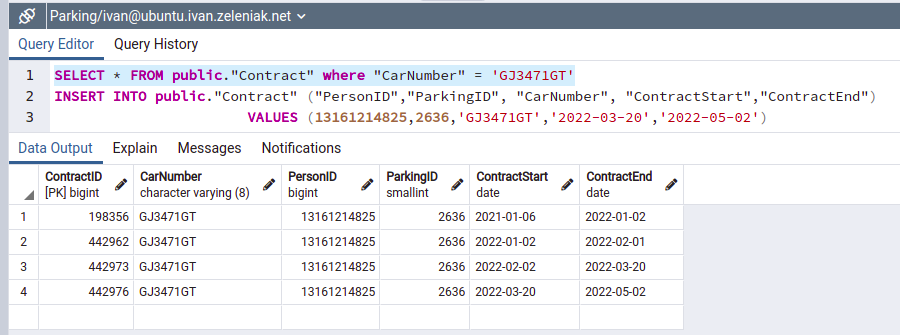 Parking/ivan@ubuntu.ivan.zeleniak.net
Query Editor Query History
1 SELECT * FROM public."Contract" where "CarNumber" = 'GJ3471GT'
2 INSERT INTO public."Contract" ("PersonID","ParkingID", "CarNumber", "ContractStart","ContractEnd")
3 VALUES (13161214825,2636,'GJ3471GT','2022-03-20','2022-05-02')
Data Output Explain Messages Notifications
ContractID CarNumber PersonID ParkingID ContractStart ContractEnd
[PK] bigint character varying (8) bigint smallint date date
1 198356 GJ3471GT 13161214825 2636 2021-01-06 2022-01-02
2 442962 GJ3471GT 13161214825 2636 2022-01-02 2022-02-01
3 442973 GJ3471GT 13161214825 2636 2022-02-02 2022-03-20
4 442976 GJ3471GT 13161214825 2636 2022-03-20 2022-05-02